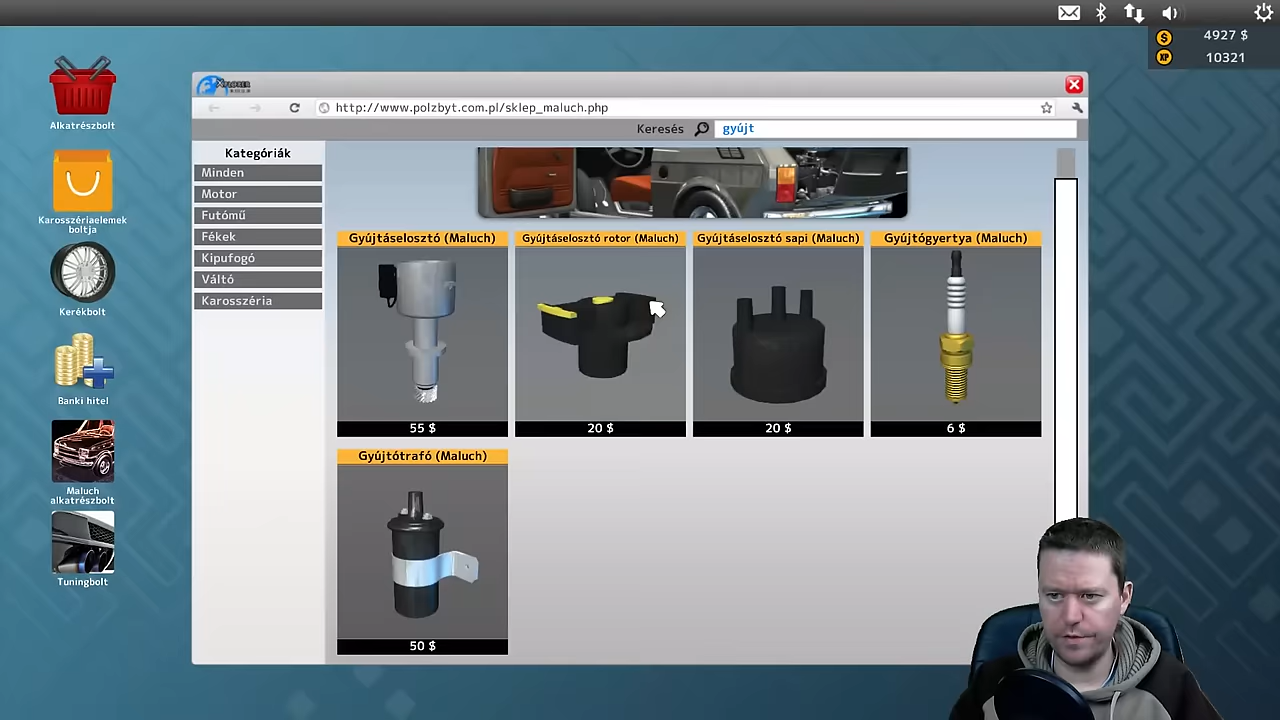 4927 $
10321
Alkatrészbolt
Karosszériaelemek
boltja
Kerékbolt
Banki hitel
Maluch
alkatrészbolt
Tuningbolt
http://www.polzbyt.com.pl/sklep_maluch.php
Keresés gyújt
Kategóriák
Minden
Motor
Futómű
Fékek
Kipufogó
Váltó
Karosszéria
Gyújtáselosztó (Maluch)
55 $
Gyújtáselosztó rotor (Maluch)
20 $
Gyújtáselosztó sapi (Maluch)
20 $
Gyújtógyertya (Maluch)
6 $
Gyújtótrafó (Maluch)
50 $